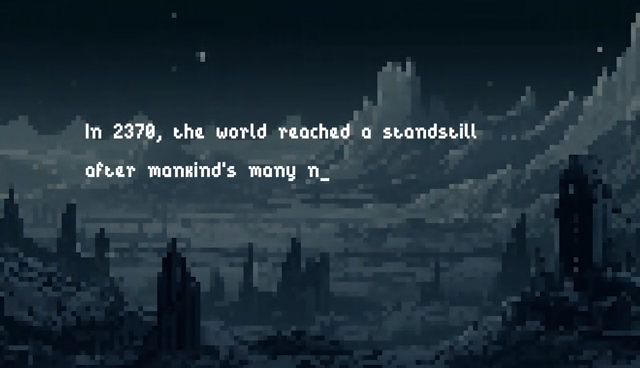 In 2370, the world reached a standstill
after mankind's many n_